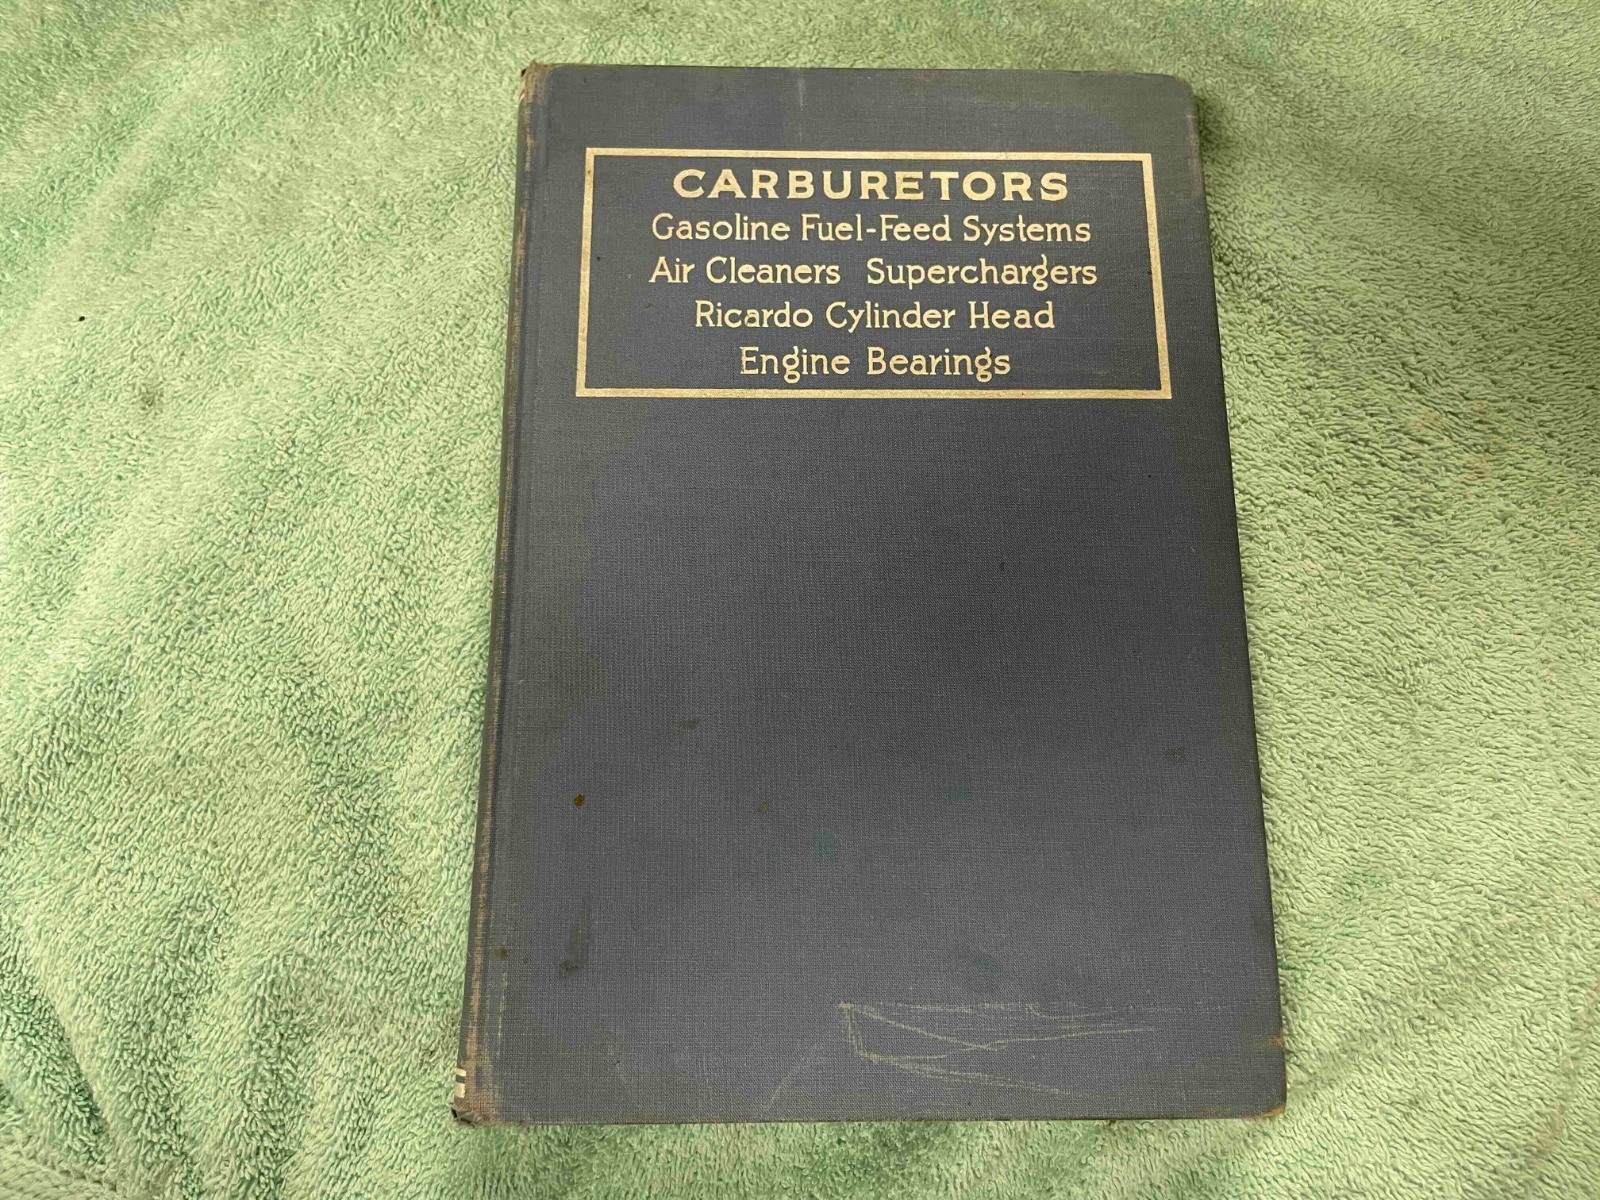 CARBURETORS
Gasoline Fuel-Feed Systems
Air Cleaners Superchargers
Ricardo Cylinder Head
Engine Bearings